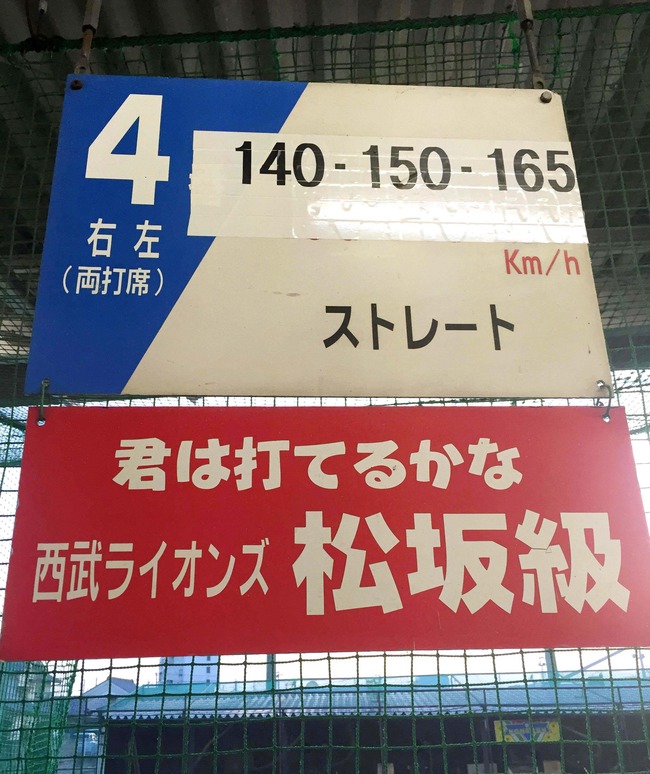 4
右 左
(両打席)
140 - 150 - 165
Km/h
ストレート
君は打てるかな
西武ライオンズ 松坂級